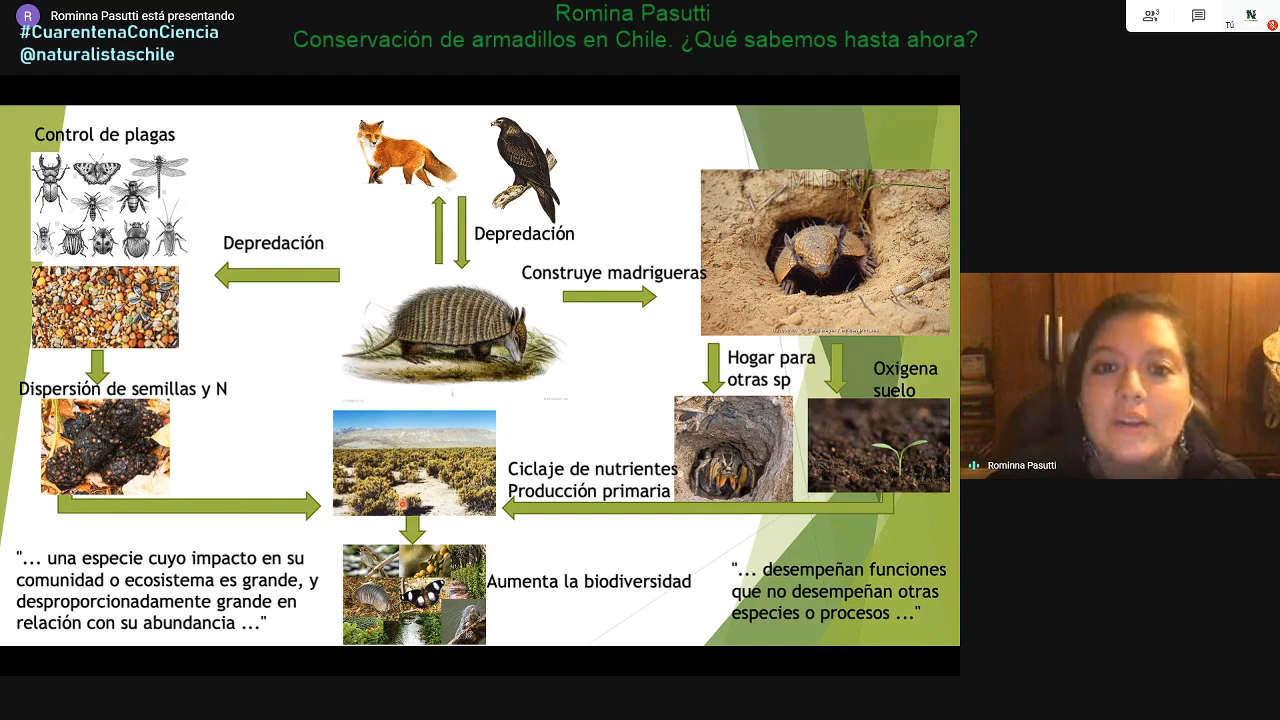 R
Rominna Pasutti está presentando
#CuarentenaConCiencia
@naturalistaschile
Romina Pasutti
Conservación de armadillos en Chile. ¿Qué sabemos hasta ahora?
3
Tú
Control de plagas
Depredación
Depredación
Construye madrigueras
MINDEN
Hogar para
otras sp
Oxigena
suelo
Dispersión de semillas y N
Ciclaje de nutrientes
Producción primaria
Rominna Pasutti
"... una especie cuyo impacto en su
comunidad o ecosistema es grande, y
desproporcionadamente grande en
relación con su abundancia ..."
Aumenta la biodiversidad
"... desempeñan funciones
que no desempeñan otras
especies o procesos ..."